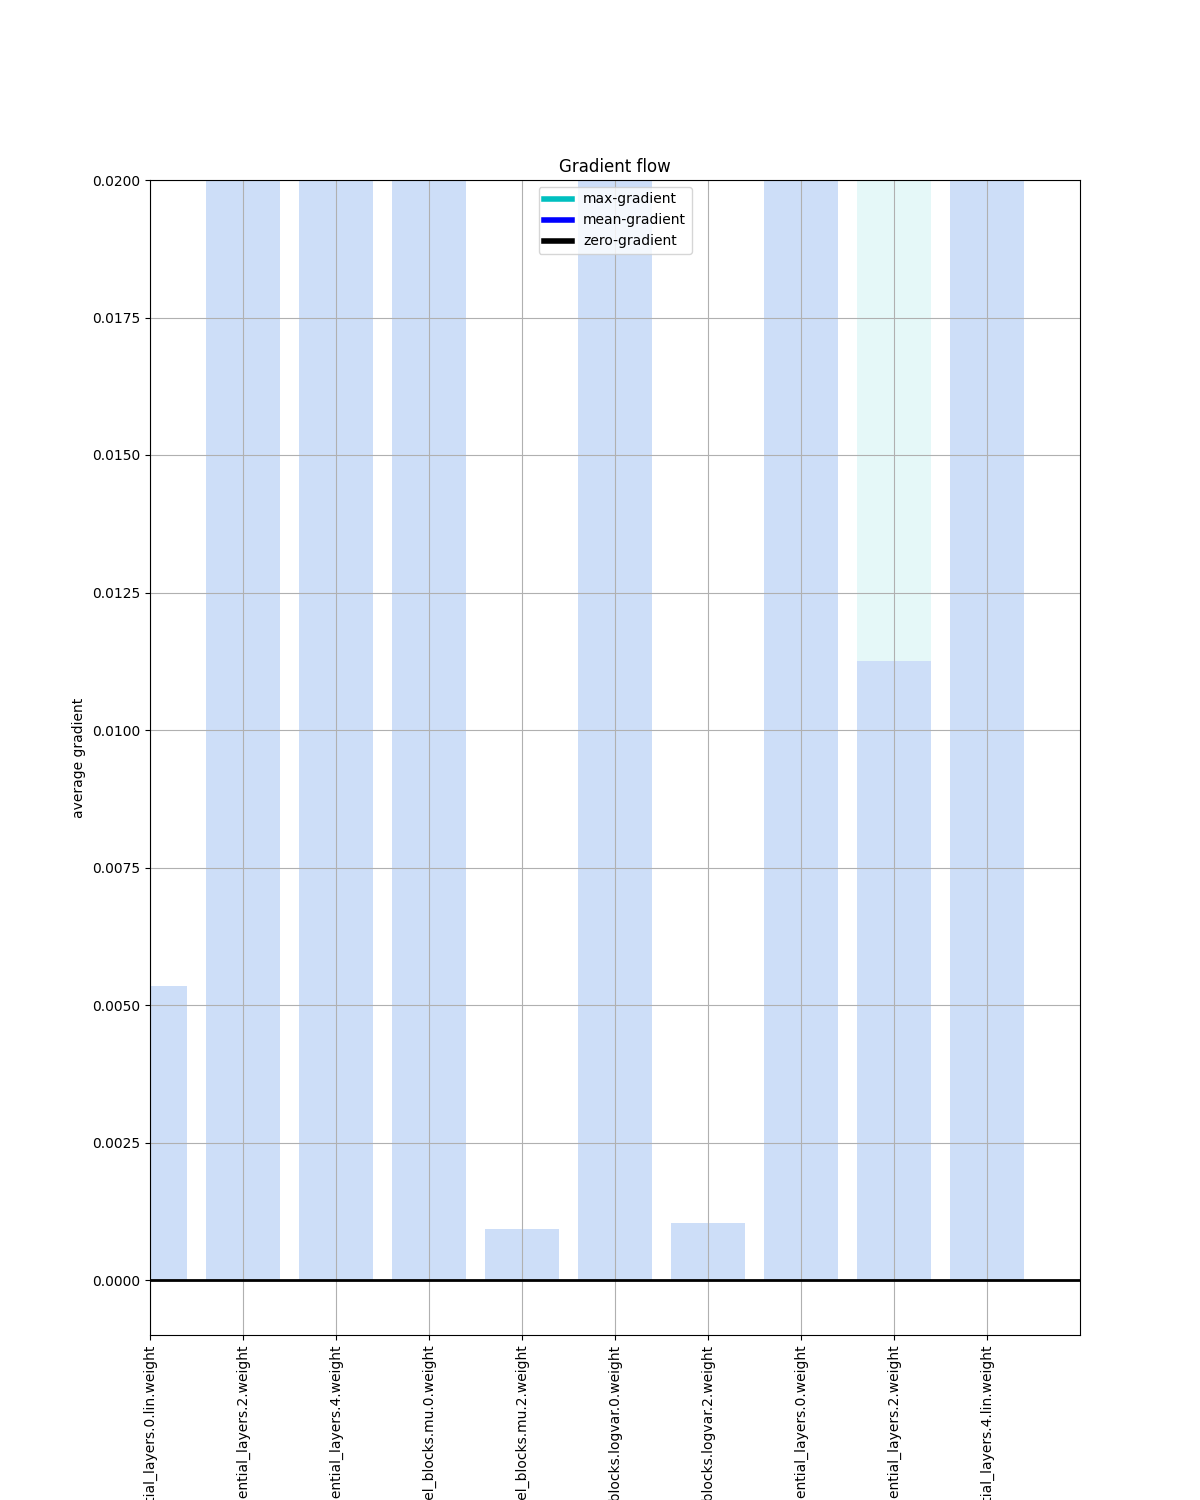 Gradient flow
max-gradient
mean-gradient
zero-gradient
0.0200
0.0175
0.0150
0.0125
0.0100
0.0075
0.0050
0.0025
0.0000
average gradient
tial_layers.0.lin.weight
ential_layers.2.weight
ential_layers.4.weight
el_blocks.mu.0.weight
el_blocks.mu.2.weight
blocks.logvar.0.weight
blocks.logvar.2.weight
ential_layers.0.weight
ential_layers.2.weight
tial_layers.4.lin.weight